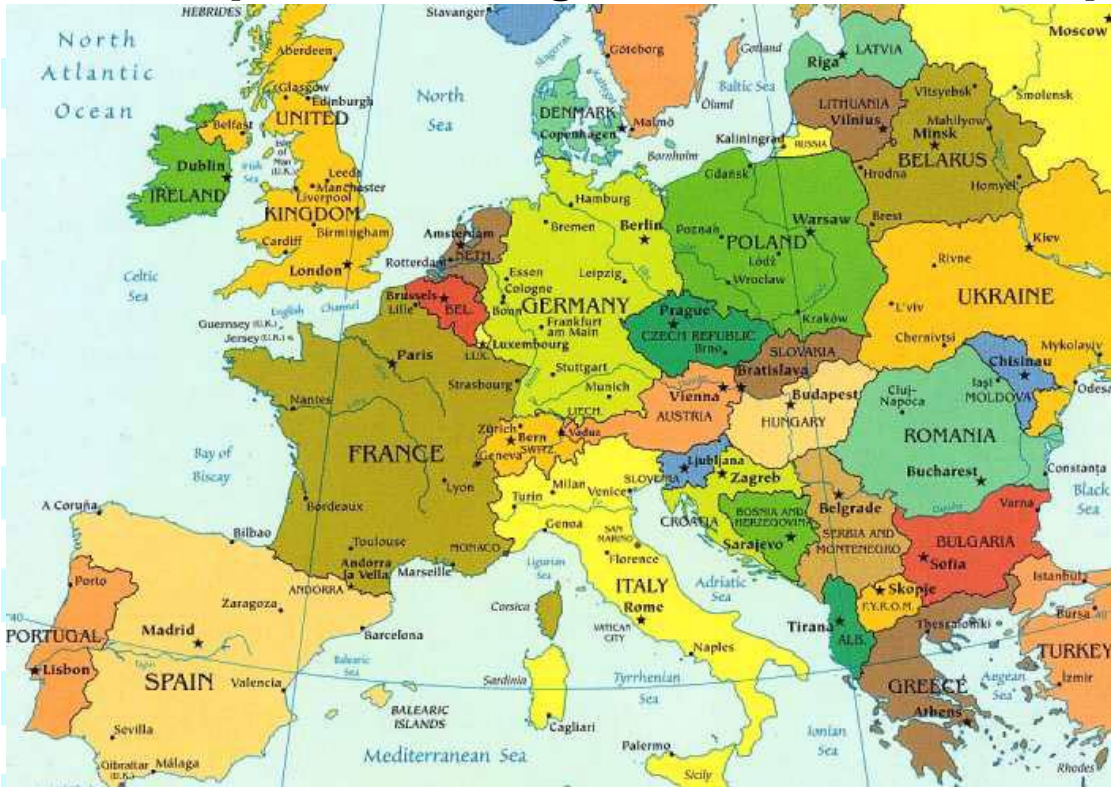 HEBRIDES
North
Atlantic
Ocean
Aberdeen
Glasgow
Edinburgh
UNITED
KINGDOM
Belfast
Isle
of
Man
(U.K.)
Irish
Sea
Dublin
IRELAND
Leeds
Manchester
Liverpool
Birmingham
Cardiff
London
Celtic
Sea
English Channel
Guernsey (U.K.)
Jersey (U.K.)
North
Sea
Stavanger
Skagerrak
Göteborg
Gotland
Öland
Baltic Sea
DENMARK
Copenhagen
Malmö
Bornholm
Riga
LATVIA
LITHUANIA
Vilnius
Kaliningrad
RUSSIA
Moscow
Smolensk
Vitsyebsk
Mahilyow
Minsk
BELARUS
Hrodna
Homyel'
Brest
Amsterdam
NETH.
Rotterdam
Brussels
BEL.
Lille
LUX.
Luxembourg
Hamburg
Bremen
Berlin
Essen
Cologne
Bonn
Leipzig
GERMANY
Frankfurt
am Main
Stuttgart
Munich
Gdańsk
Poznań
Warsaw
POLAND
Łódź
Wrocław
Kraków
Prague
CZECH REPUBLIC
Brno
SLOVAKIA
Bratislava
Kiev
Rivne
L'viv
UKRAINE
Chernivtsi
Mykolayiv
Odesa
Chisinau
Iași
MOLDOVA
Paris
Strasbourg
Nantes
FRANCE
Lyon
Bordeaux
Toulouse
Marseille
MONACO
Bay of
Biscay
LIECH.
Vaduz
Zürich
Bern
SWITZ.
Geneva
Vienna
AUSTRIA
Budapest
HUNGARY
Cluj-
Napoca
ROMANIA
Bucharest
Constanța
Black
Sea
Varna
BULGARIA
Sofia
Ljubljana
SLOVENIA
Zagreb
CROATIA
BOSNIA AND
HERZEGOVINA
Sarajevo
Belgrade
SERBIA AND
MONTENEGRO
Skopje
F.Y.R.O.M.
Tirana
ALB.
Milan
Venice
Turin
Genoa
SAN
MARINO
Florence
Ligurian
Sea
ITALY
Rome
VATICAN
CITY
Naples
Adriatic
Sea
Corsica
Sardinia
Cagliari
Tyrrhenian
Sea
Palermo
Sicily
Ionian
Sea
Thessaloniki
GREECE
Athens
Aegean
Sea
Istanbul
Bursa
TURKEY
İzmir
Rhodes
A Coruña
Bilbao
Andorra
la Vella
ANDORRA
Porto
PORTUGAL
Lisbon
Madrid
Zaragoza
Barcelona
SPAIN
Valencia
Sevilla
Gibraltar
(U.K.)
Málaga
Balearic
Sea
BALEARIC
ISLANDS
Mediterranean Sea